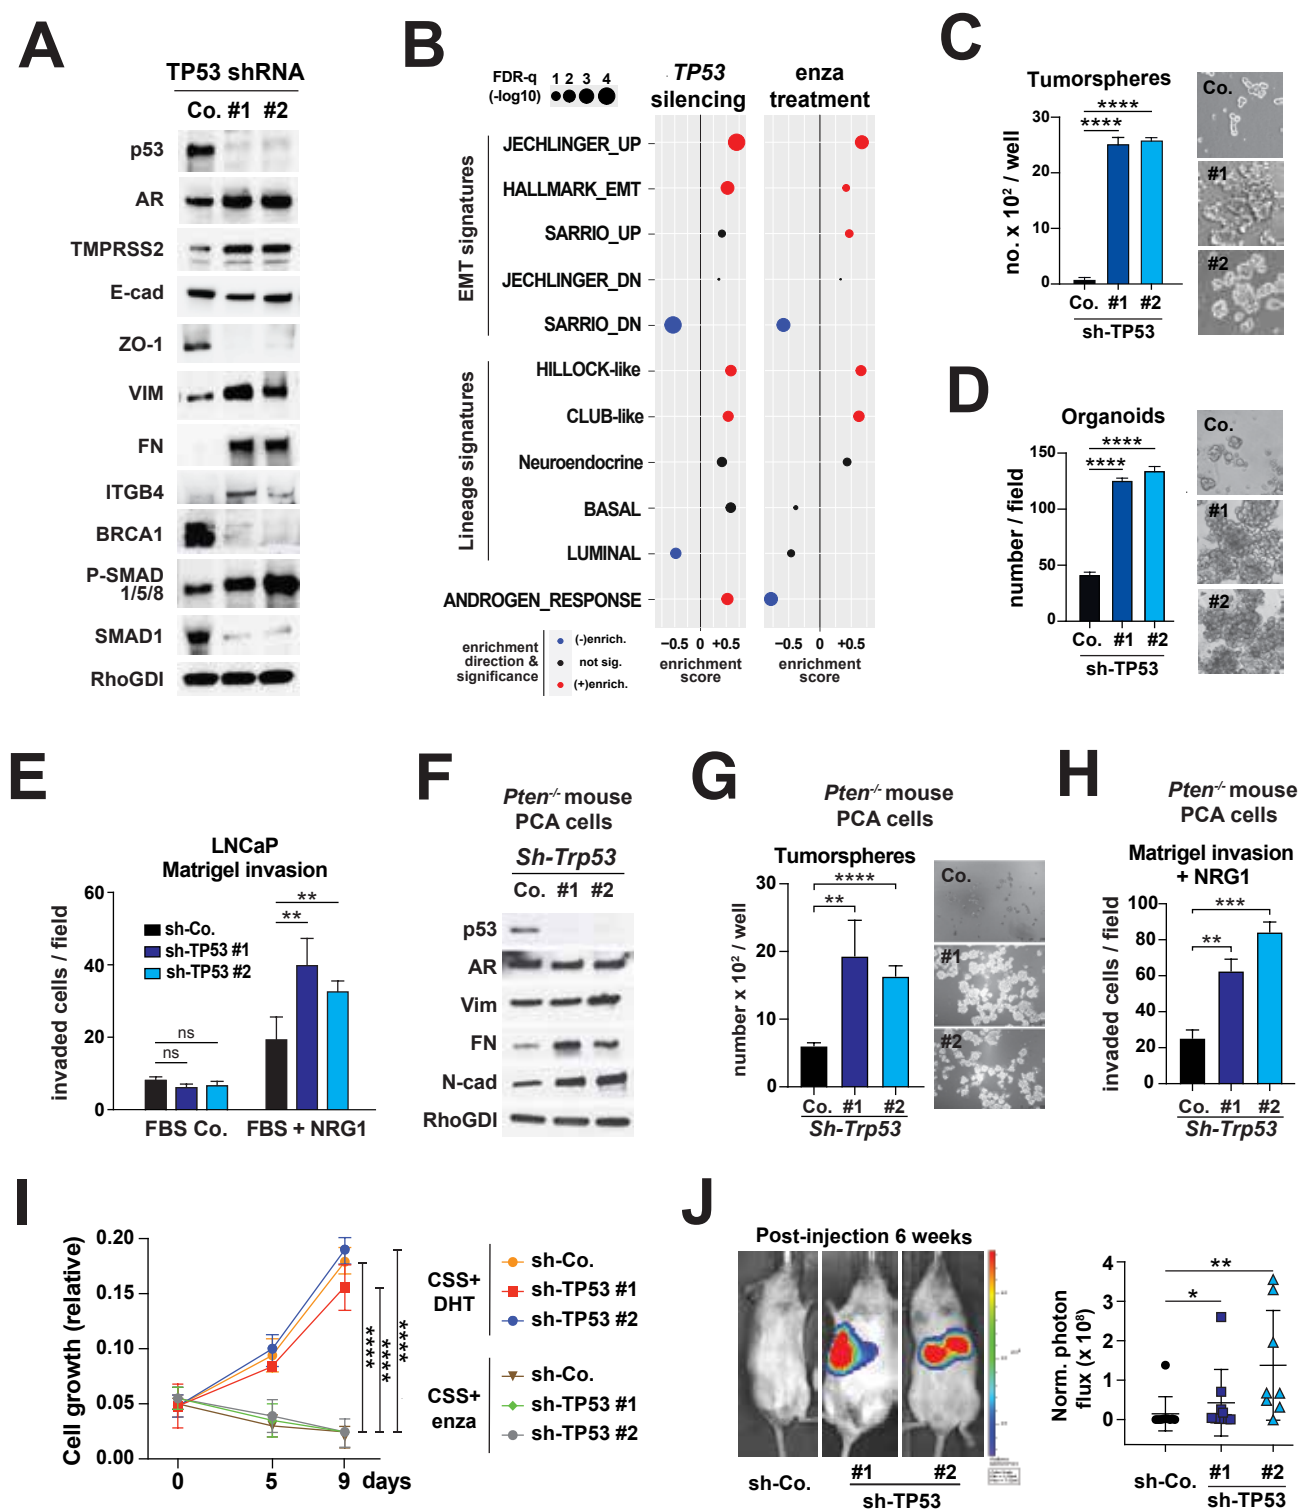 A
TP53 shRNA
Co. #1 #2
p53
AR
TMPRSS2
E-cad
ZO-1
VIM
FN
ITGB4
BRCA1
P-SMAD
1/5/8
SMAD1
RhoGDI
B
FDR-q
(-log10)
1 2 3 4
TP53
silencing
enza
treatment
EMT signatures
JECHLINGER_UP
HALLMARK_EMT
SARRIO_UP
JECHLINGER_DN
SARRIO_DN
Lineage signatures
HILLOCK-like
CLUB-like
Neuroendocrine
BASAL
LUMINAL
ANDROGEN_RESPONSE
−0.5 0 +0.5
enrichment
score
−0.5 0 +0.5
enrichment
score
enrichment
direction &
significance
(-)enrich.
not sig.
(+)enrich.
C
Tumorspheres
****
****
no. x 10² / well
30
20
10
0
Co. #1 #2
sh-TP53
Co.
#1
#2
D
Organoids
****
****
number / field
150
100
50
0
Co. #1 #2
sh-TP53
Co.
#1
#2
E
LNCaP
Matrigel invasion
invaded cells / field
60
40
20
0
sh-Co.
sh-TP53 #1
sh-TP53 #2
ns
ns
**
**
FBS Co. FBS + NRG1
F
Pten-/- mouse
PCA cells
Sh-Trp53
Co. #1 #2
p53
AR
Vim
FN
N-cad
RhoGDI
G
Pten-/- mouse
PCA cells
Tumorspheres
****
**
number x 10² / well
30
20
10
0
Co. #1 #2
Sh-Trp53
Co.
#1
#2
H
Pten-/- mouse
PCA cells
Matrigel invasion
+ NRG1
***
**
invaded cells / field
100
80
60
40
20
0
Co. #1 #2
Sh-Trp53
I
Cell growth (relative)
0.20
0.15
0.10
0.05
0.00
0 5 9 days
****
****
****
CSS+
DHT
sh-Co.
sh-TP53 #1
sh-TP53 #2
CSS+
enza
sh-Co.
sh-TP53 #1
sh-TP53 #2
J
Post-injection 6 weeks
sh-Co.
#1 #2
sh-TP53
Norm. photon
flux (x 10⁸)
4
3
2
1
0
**
*
sh-Co.
#1 #2
sh-TP53